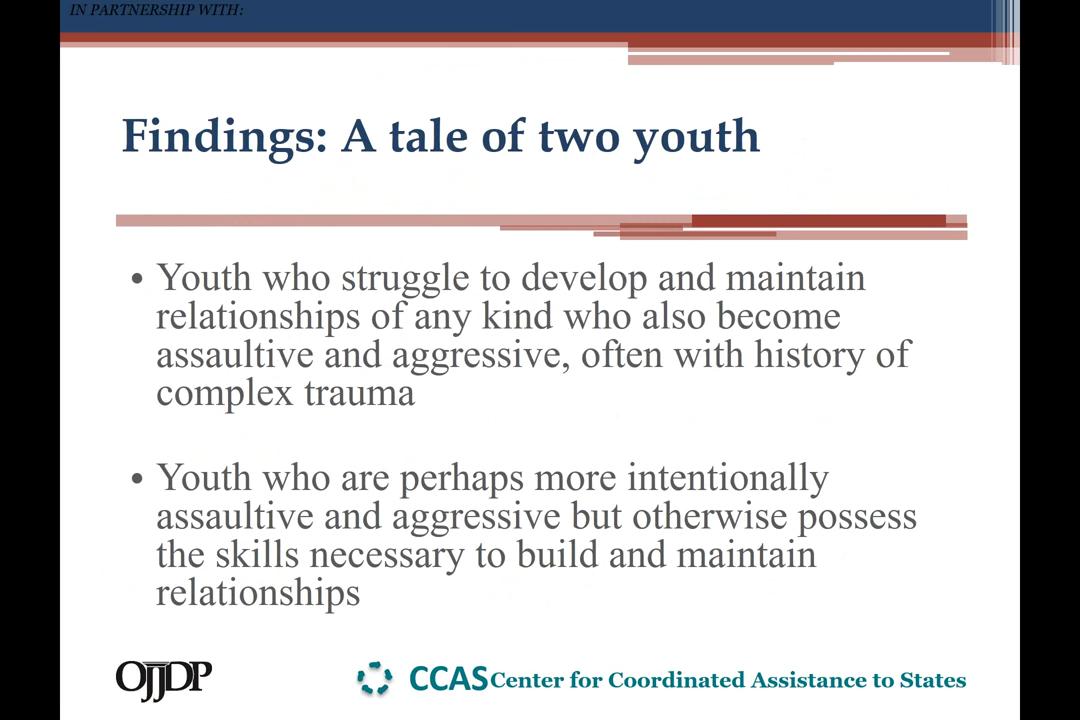 IN PARTNERSHIP WITH:
Findings: A tale of two youth
• Youth who struggle to develop and maintain
relationships of any kind who also become
assaultive and aggressive, often with history of
complex trauma
• Youth who are perhaps more intentionally
assaultive and aggressive but otherwise possess
the skills necessary to build and maintain
relationships
OJJDP
CCAS Center for Coordinated Assistance to States